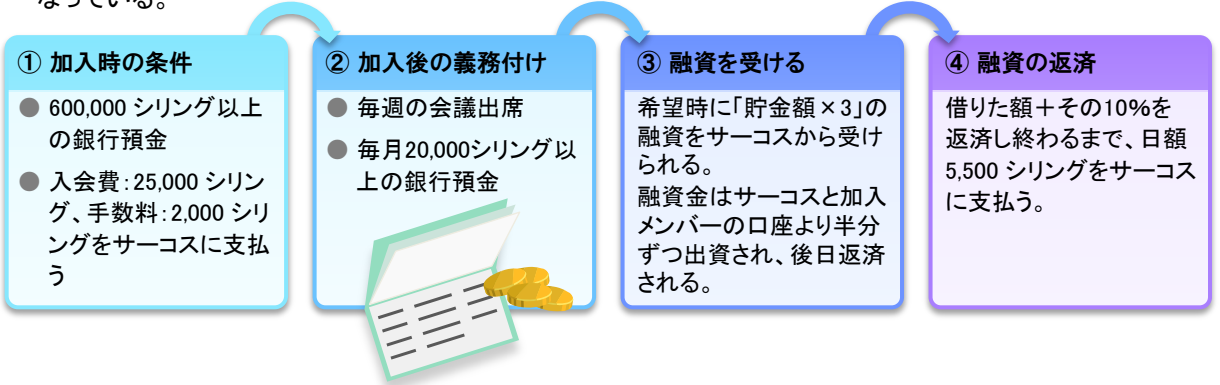 なっている。
① 加入時の条件
● 600,000 シリング以上
の銀行預金
● 入会費：25,000 シリン
グ、手数料：2,000 シリ
ングをサーコスに支払
う
② 加入後の義務付け
● 毎週の会議出席
● 毎月20,000シリング以
上の銀行預金
③ 融資を受ける
希望時に「貯金額×3」の
融資をサーコスから受け
られる。
融資金はサーコスと加入
メンバーの口座より半分
ずつ出資され、後日返済
される。
④ 融資の返済
借りた額＋その10％を
返済し終わるまで、日額
5,500 シリングをサーコス
に支払う。